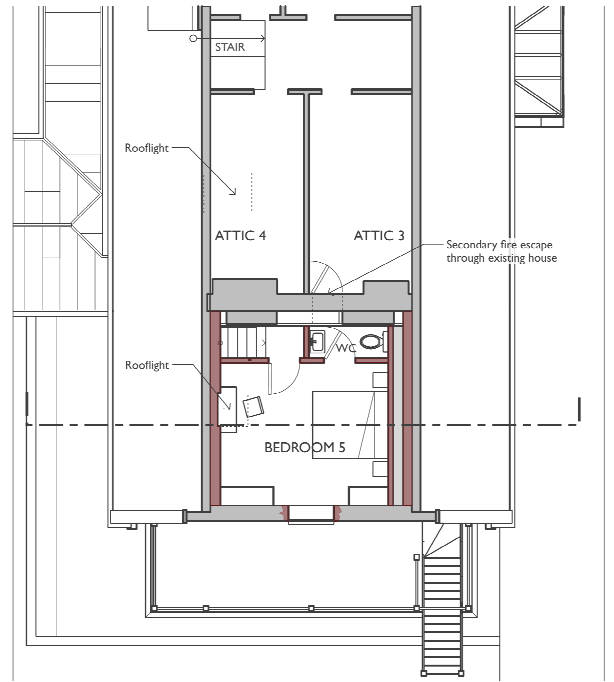 STAIR
Rooflight
ATTIC 4
ATTIC 3
Secondary fire escape
through existing house
WC
Rooflight
BEDROOM 5